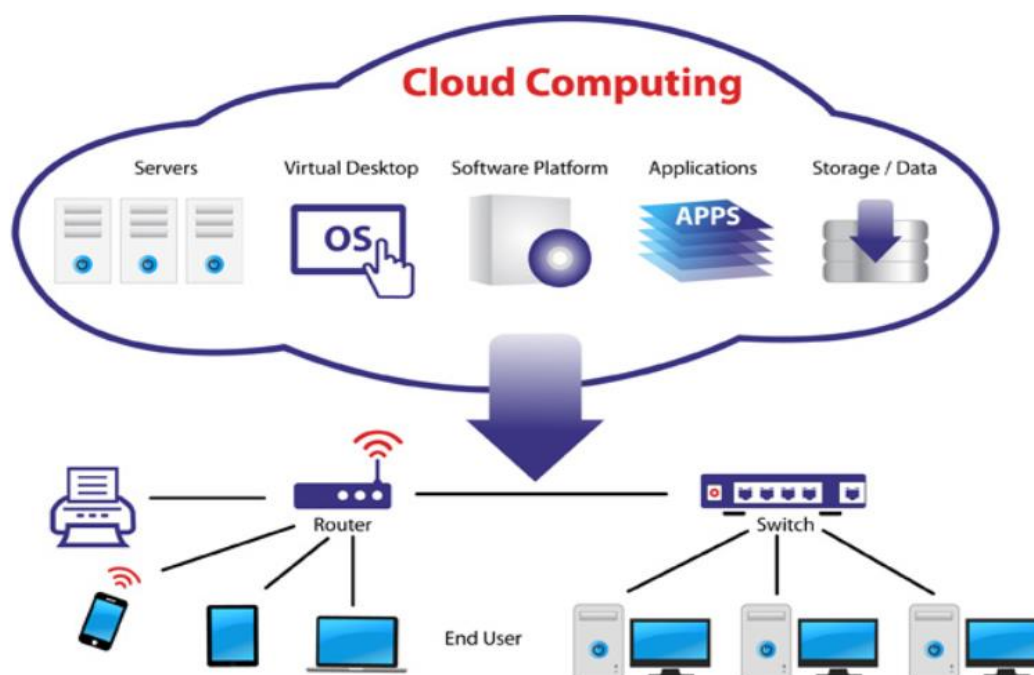 Cloud Computing
Servers
Virtual Desktop
Software Platform
Applications
Storage / Data
OS
APPS
Router
Switch
End User